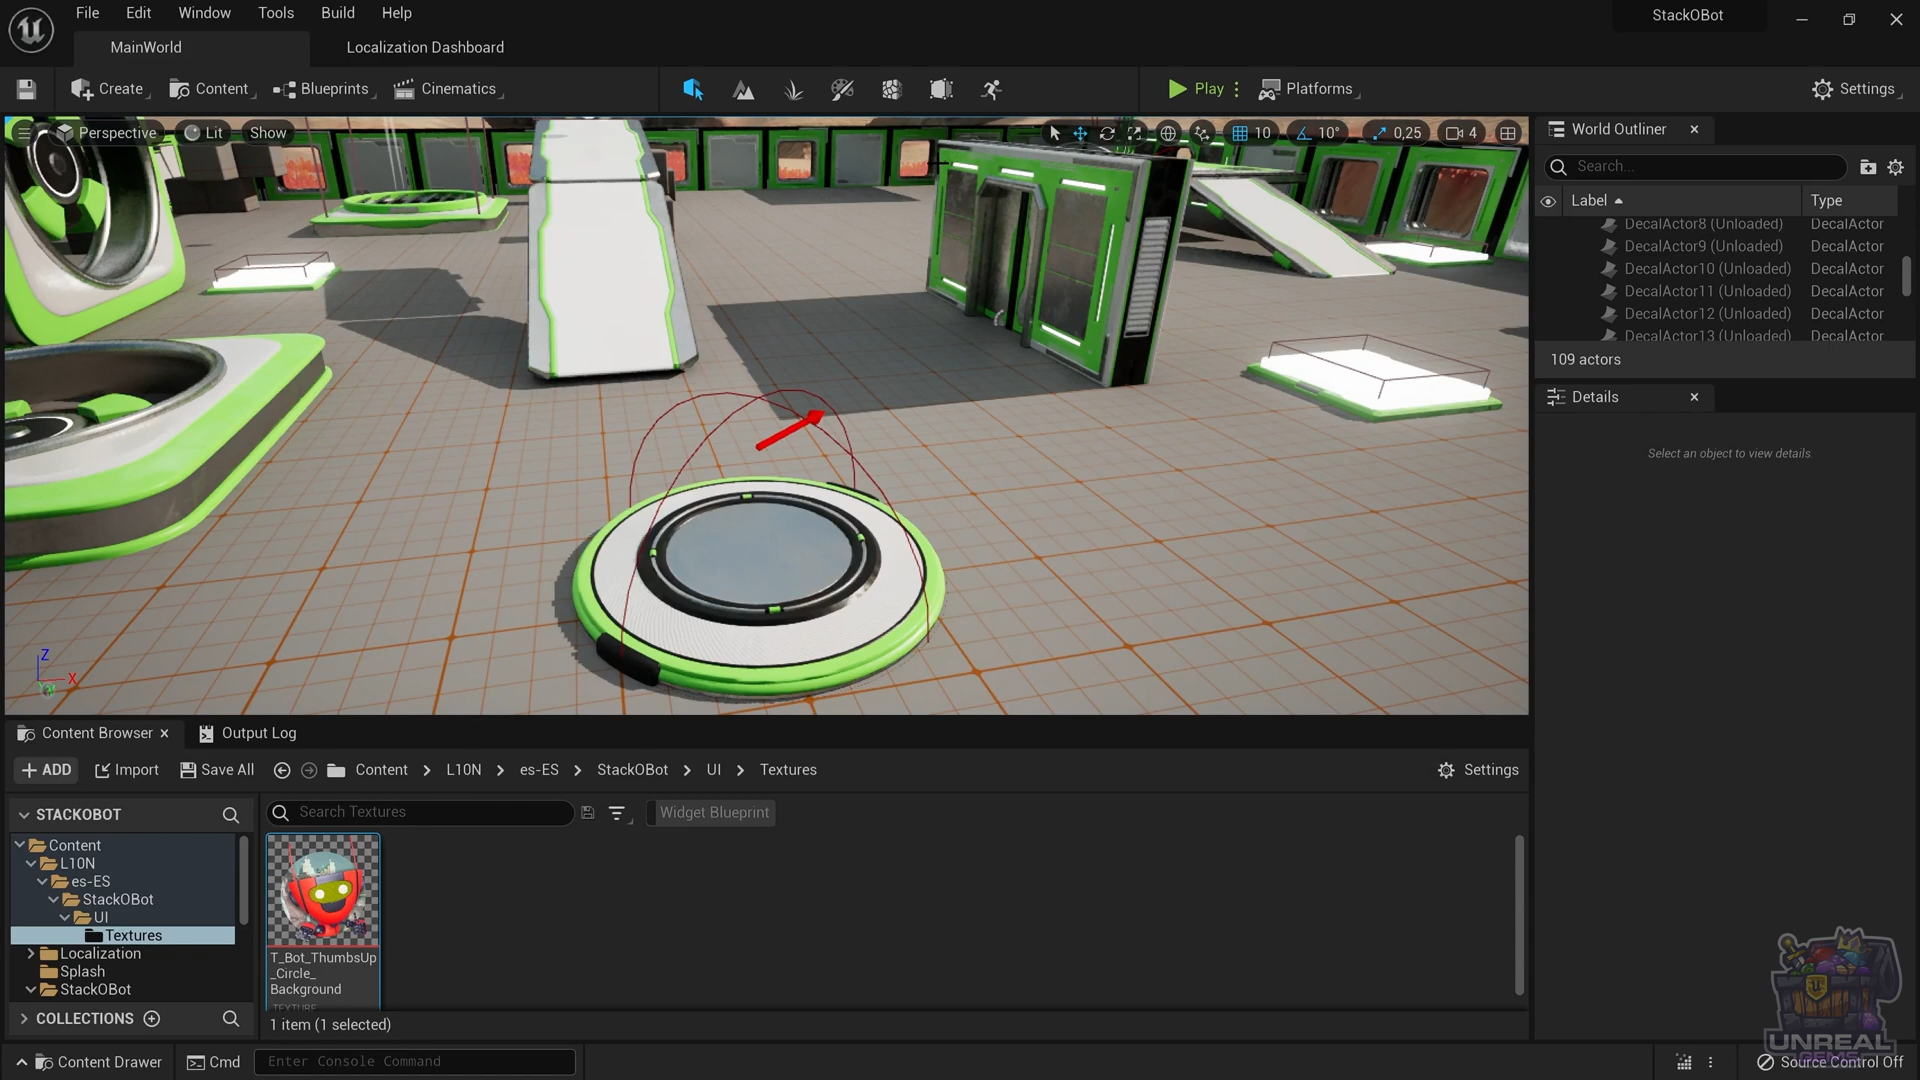 File Edit Window Tools Build Help
StackOBot
MainWorld
Localization Dashboard
Create Content Blueprints Cinematics
Play Platforms
Settings
Perspective Lit Show
10 10° 0,25 4
World Outliner
Search...
Label Type
DecalActor8 (Unloaded) DecalActor
DecalActor9 (Unloaded) DecalActor
DecalActor10 (Unloaded) DecalActor
DecalActor11 (Unloaded) DecalActor
DecalActor12 (Unloaded) DecalActor
DecalActor13 (Unloaded) DecalActor
109 actors
Details
Select an object to view details.
Z
X
Content Browser Output Log
ADD Import Save All Content L10N es-ES StackOBot UI Textures Settings
STACKOBOT
Search Textures
Widget Blueprint
Content
L10N
es-ES
StackOBot
UI
Textures
Localization
Splash
StackOBot
COLLECTIONS
T_Bot_ThumbsUp
_Circle_
Background
TEXTURE
1 item (1 selected)
Content Drawer Cmd Enter Console Command
UNREAL
GEMS
Source Control Off